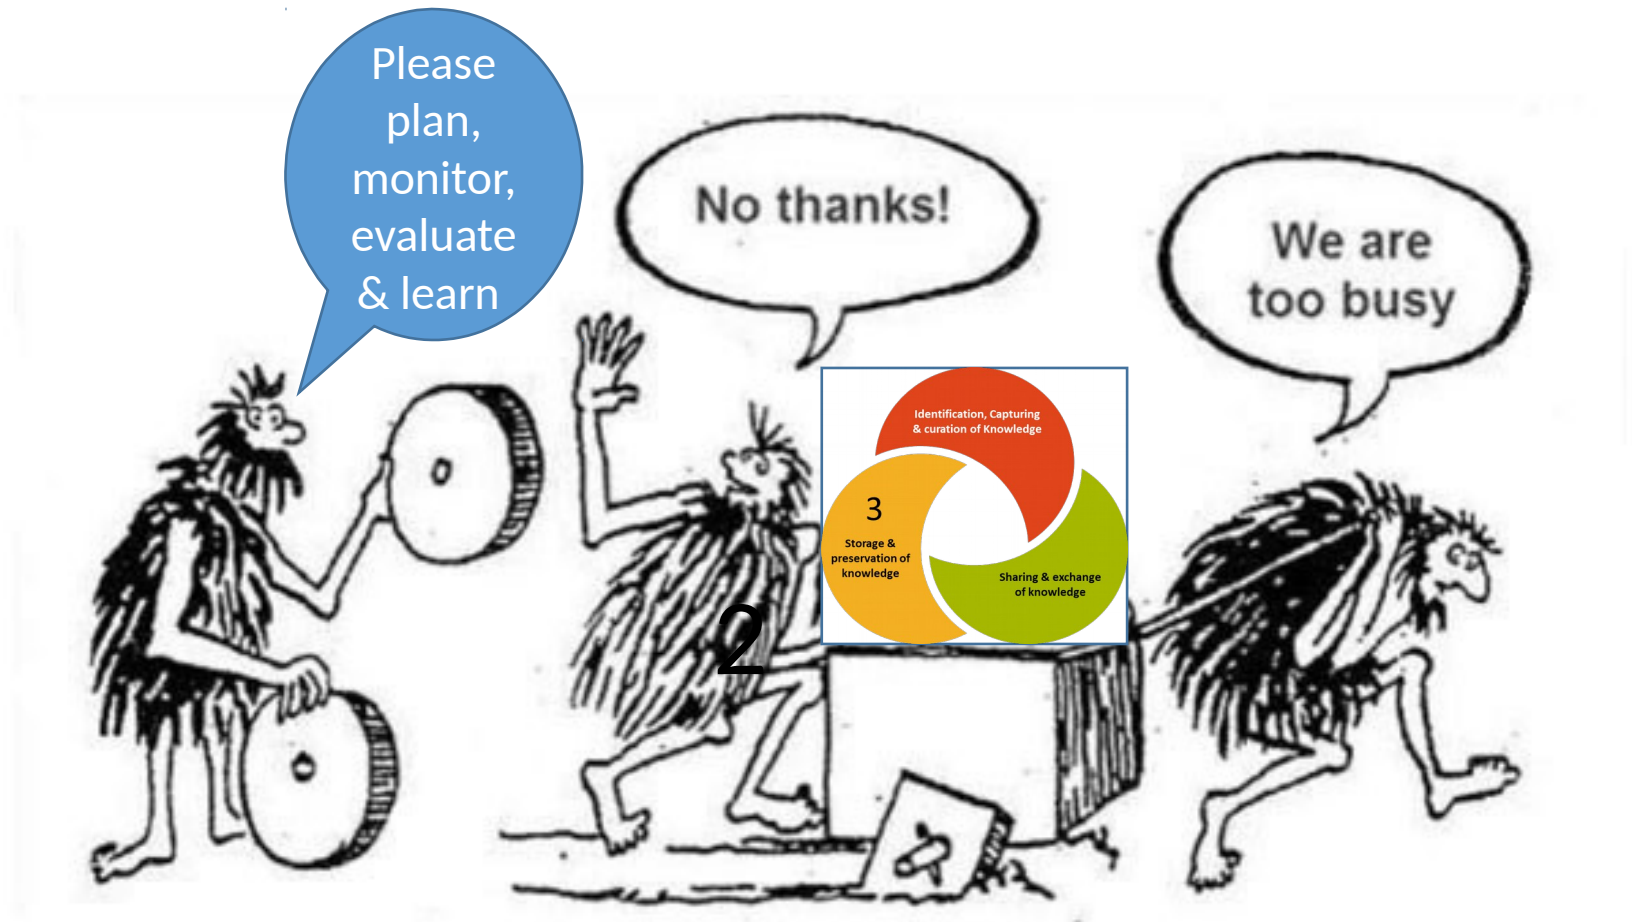 Please
plan,
monitor,
evaluate
& learn
No thanks!
We are
too busy
Identification, Capturing
& curation of Knowledge
3
Storage &
preservation of
knowledge
Sharing & exchange
of knowledge
2